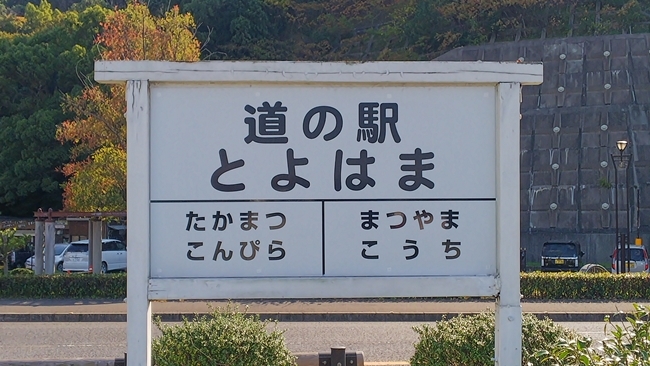 道の駅
とよはま
たかまつ まつやま
こんぴら こうち